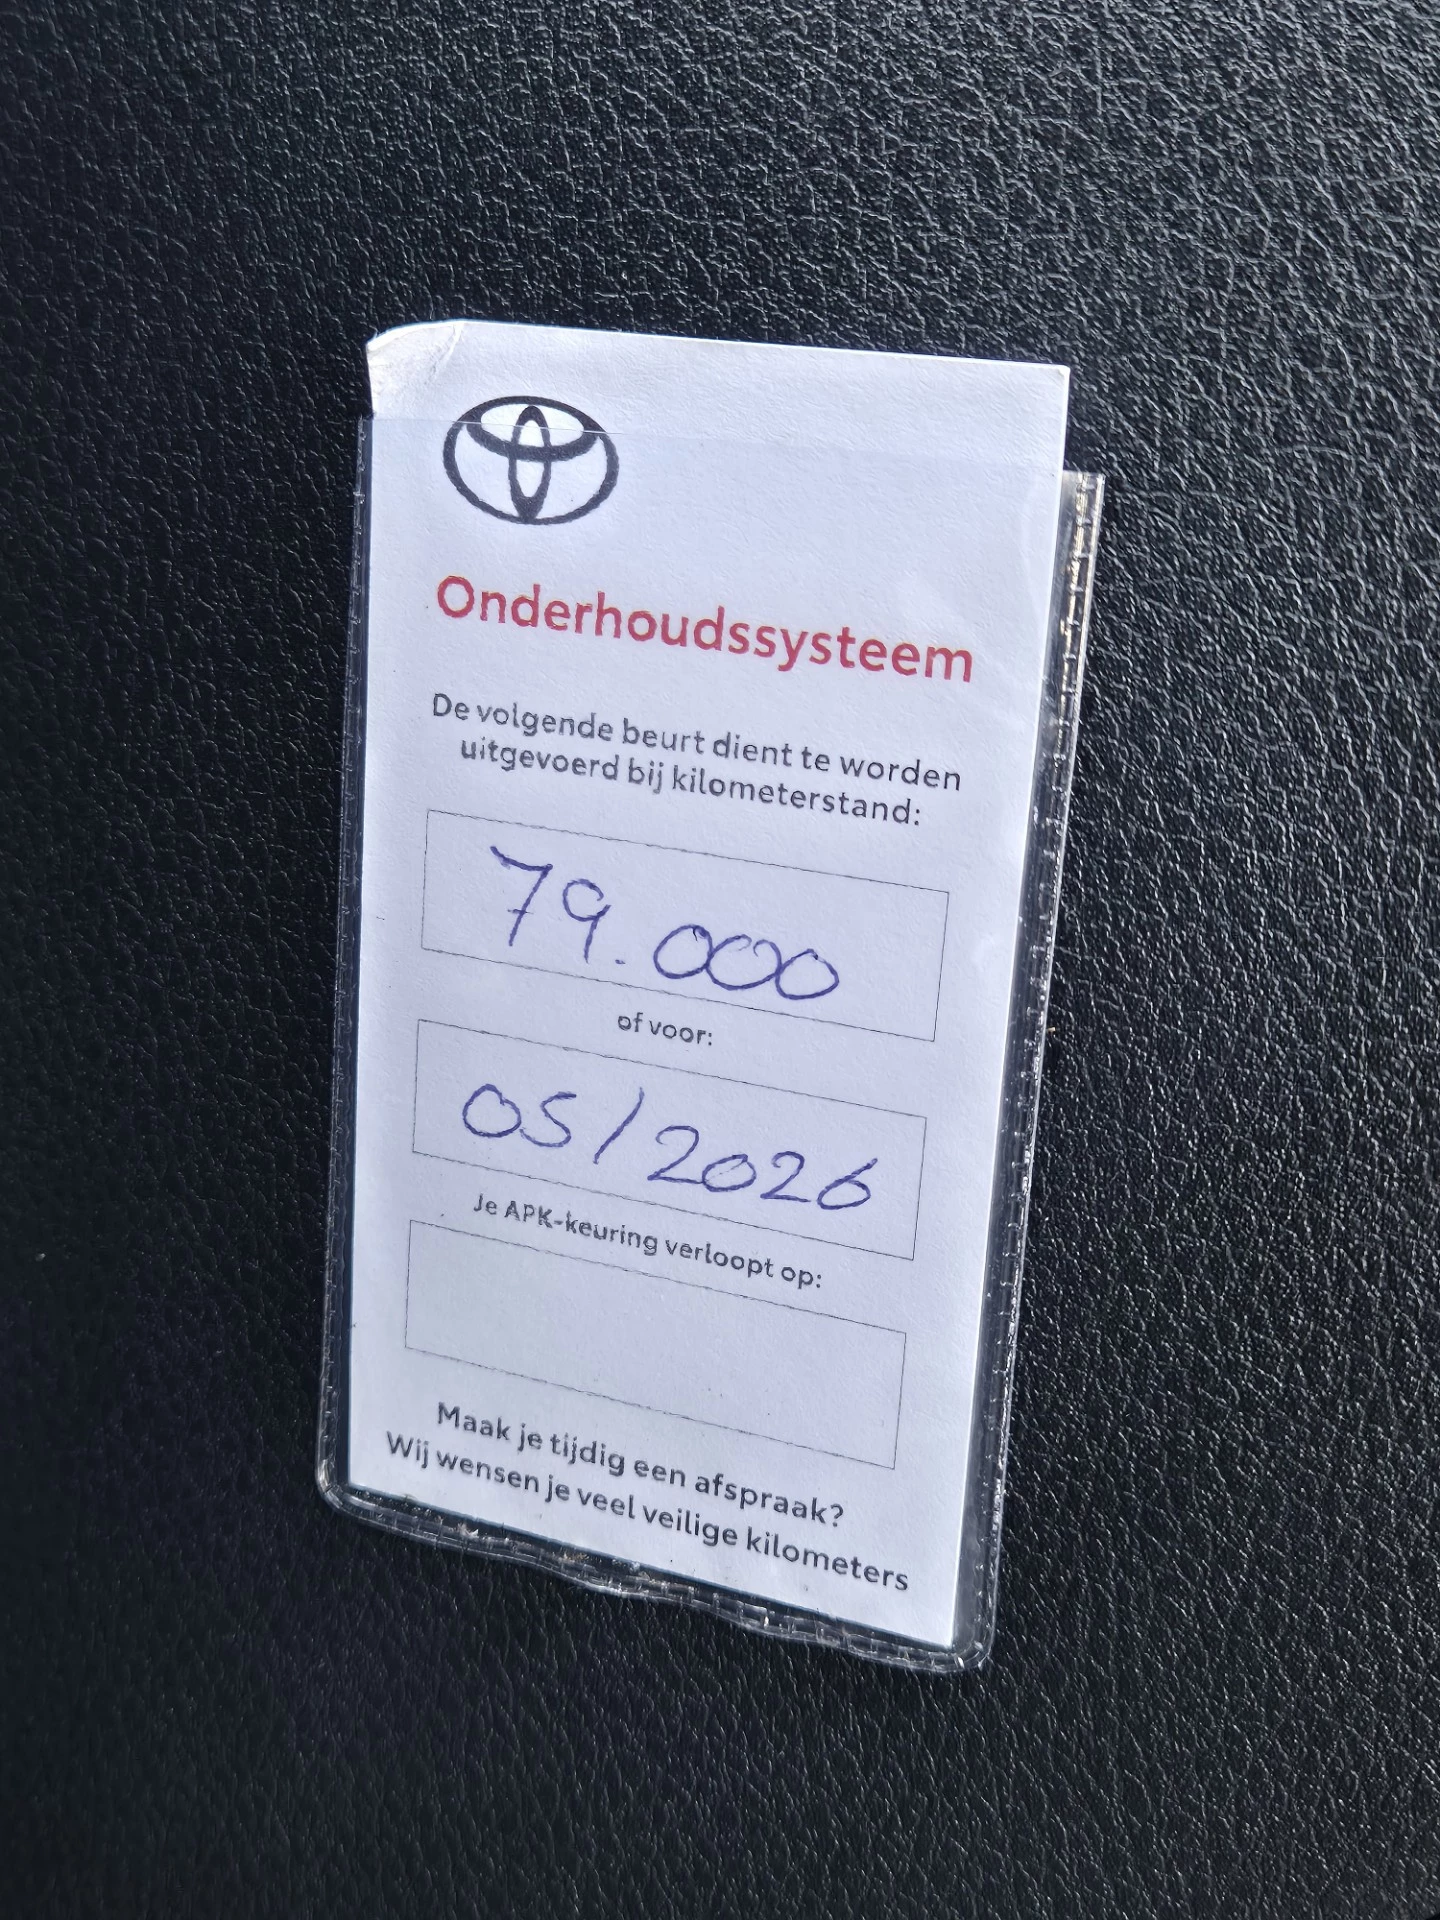 Onderhoudssysteem
De volgende beurt dient te worden
uitgevoerd bij kilometerstand:
79.000
of voor:
05/2026
Je APK-keuring verloopt op:
Maak je tijdig een afspraak?
Wij wensen je veel veilige kilometers